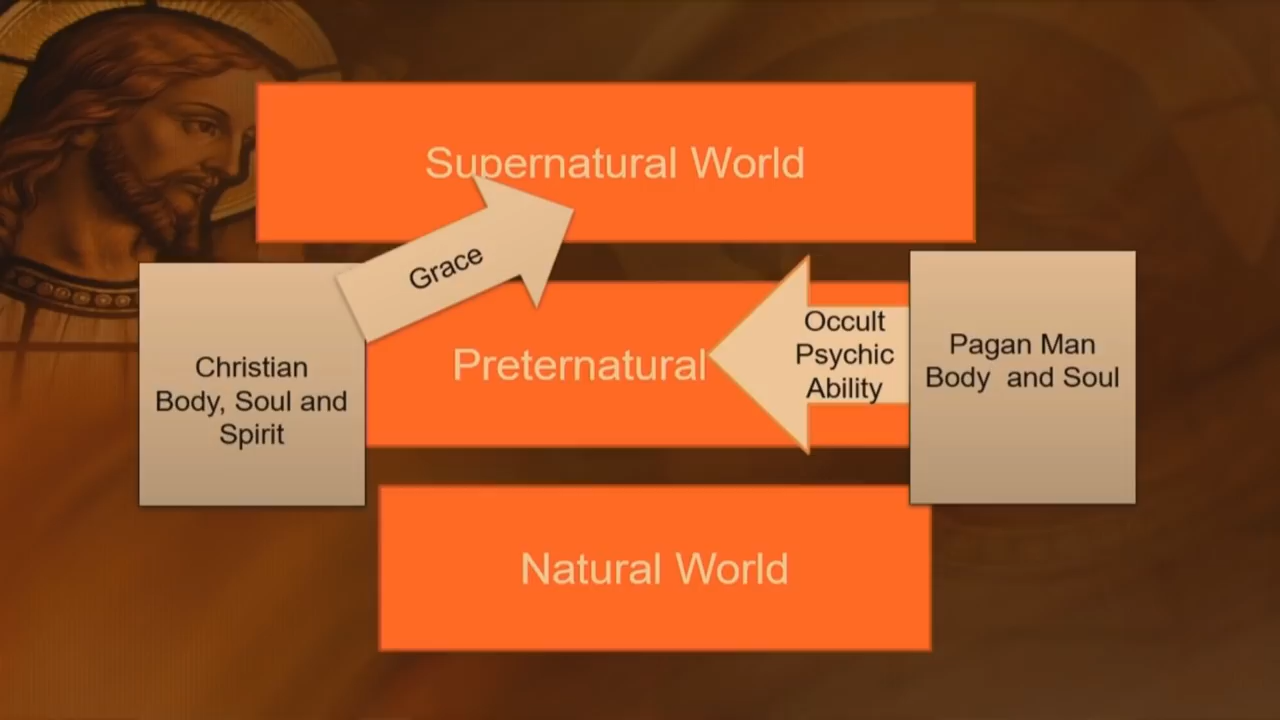 Supernatural World
Grace
Christian
Body, Soul and
Spirit
Preternatural
Occult
Psychic
Ability
Pagan Man
Body  and Soul
Natural World